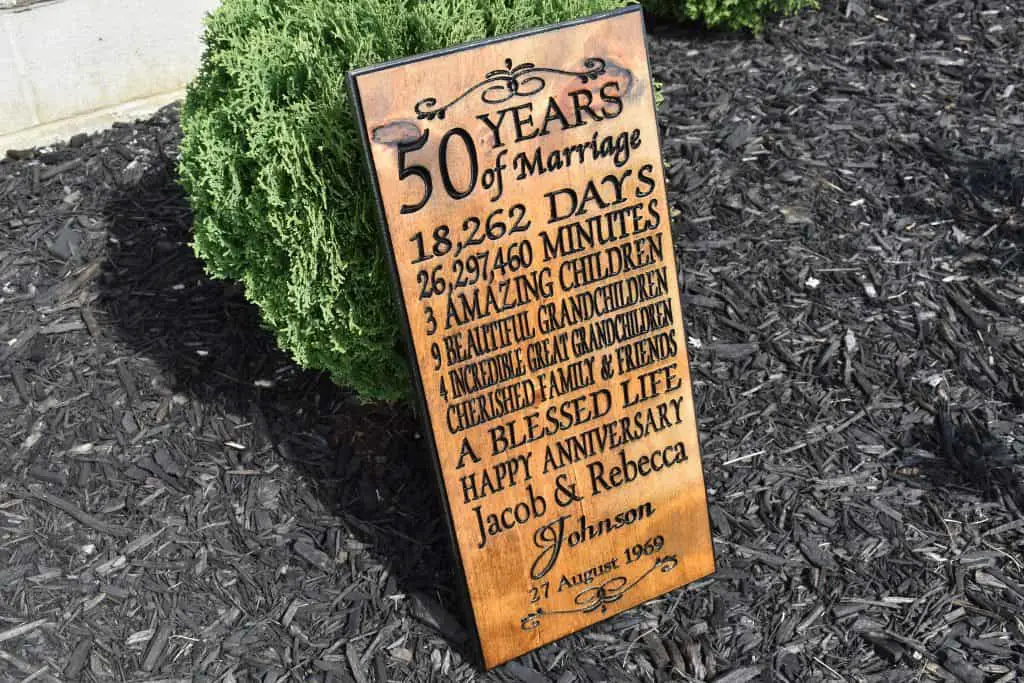 50 YEARS
of Marriage
18,262 DAYS
26,297,460 MINUTES
3 AMAZING CHILDREN
9 BEAUTIFUL GRANDCHILDREN
4 INCREDIBLE GREAT GRANDCHILDREN
CHERISHED FAMILY & FRIENDS
A BLESSED LIFE
HAPPY ANNIVERSARY
Jacob & Rebecca
Johnson
27 August 1969